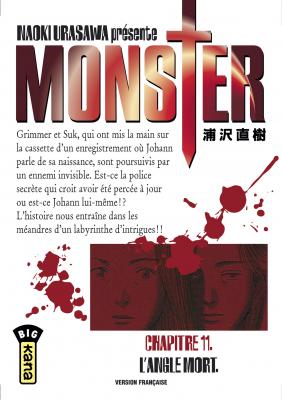 NAOKI URASAWA présente
MONSTER
浦沢直樹
Grimmer et Suk, qui ont mis la main sur
la cassette d'un enregistrement où Johann
parle de sa naissance, sont poursuivis par
un ennemi invisible. Est-ce la police
secrète qui croit avoir été percée à jour
ou est-ce Johann lui-même!?
L'histoire nous entraîne dans les
méandres d'un labyrinthe d'intrigues!!
CHAPITRE 11.
L'ANGLE MORT.
BIG
kana
VERSION FRANÇAISE